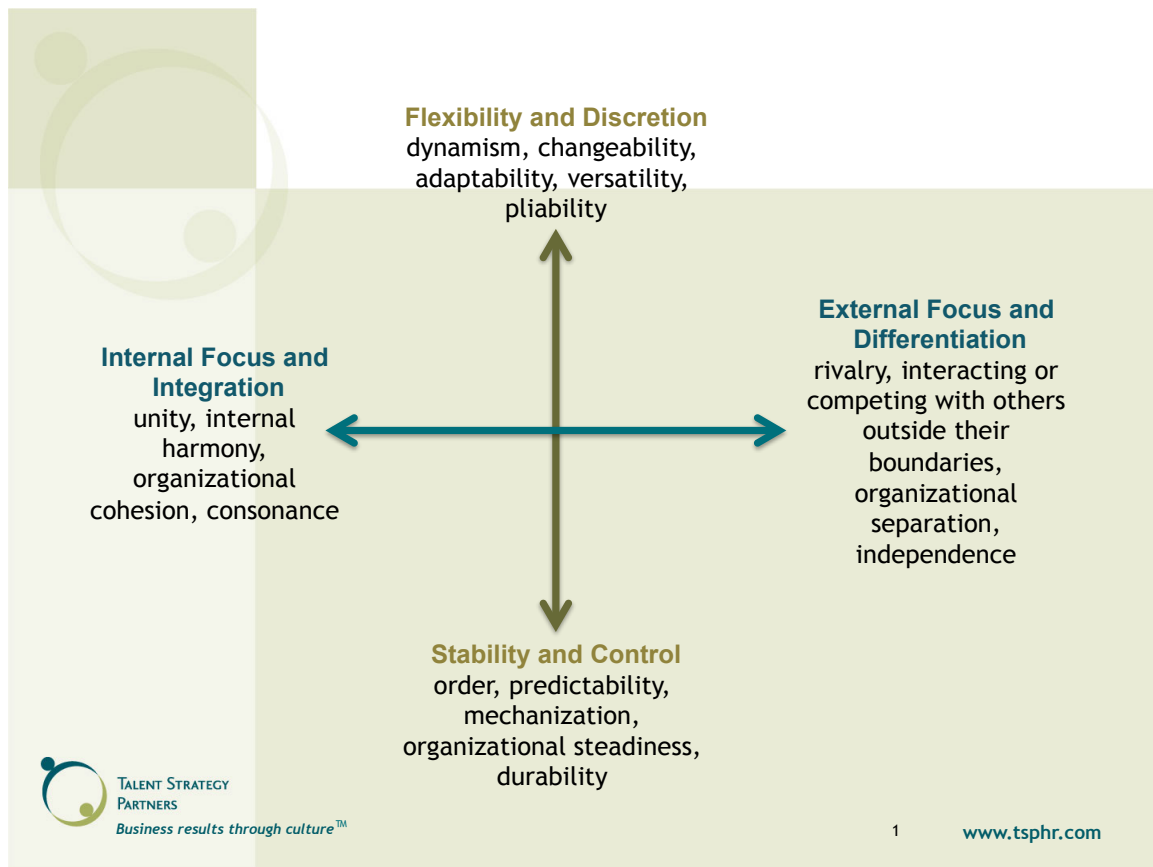 Flexibility and Discretion
dynamism, changeability,
adaptability, versatility,
pliability
Internal Focus and
Integration
unity, internal
harmony,
organizational
cohesion, consonance
External Focus and
Differentiation
rivalry, interacting or
competing with others
outside their
boundaries,
organizational
separation,
independence
Stability and Control
order, predictability,
mechanization,
organizational steadiness,
durability
TALENT STRATEGY
PARTNERS
Business results through culture™
1
www.tsphr.com